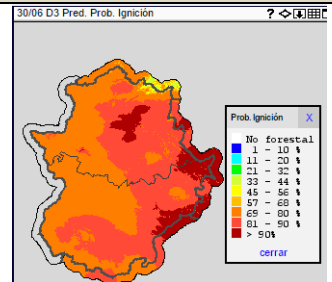 30/06 D3 Pred. Prob. Ignición ?
Prob. Ignición X
No forestal
1 - 10 %
11 - 20 %
21 - 32 %
33 - 44 %
45 - 56 %
57 - 68 %
69 - 80 %
81 - 90 %
> 90%
cerrar